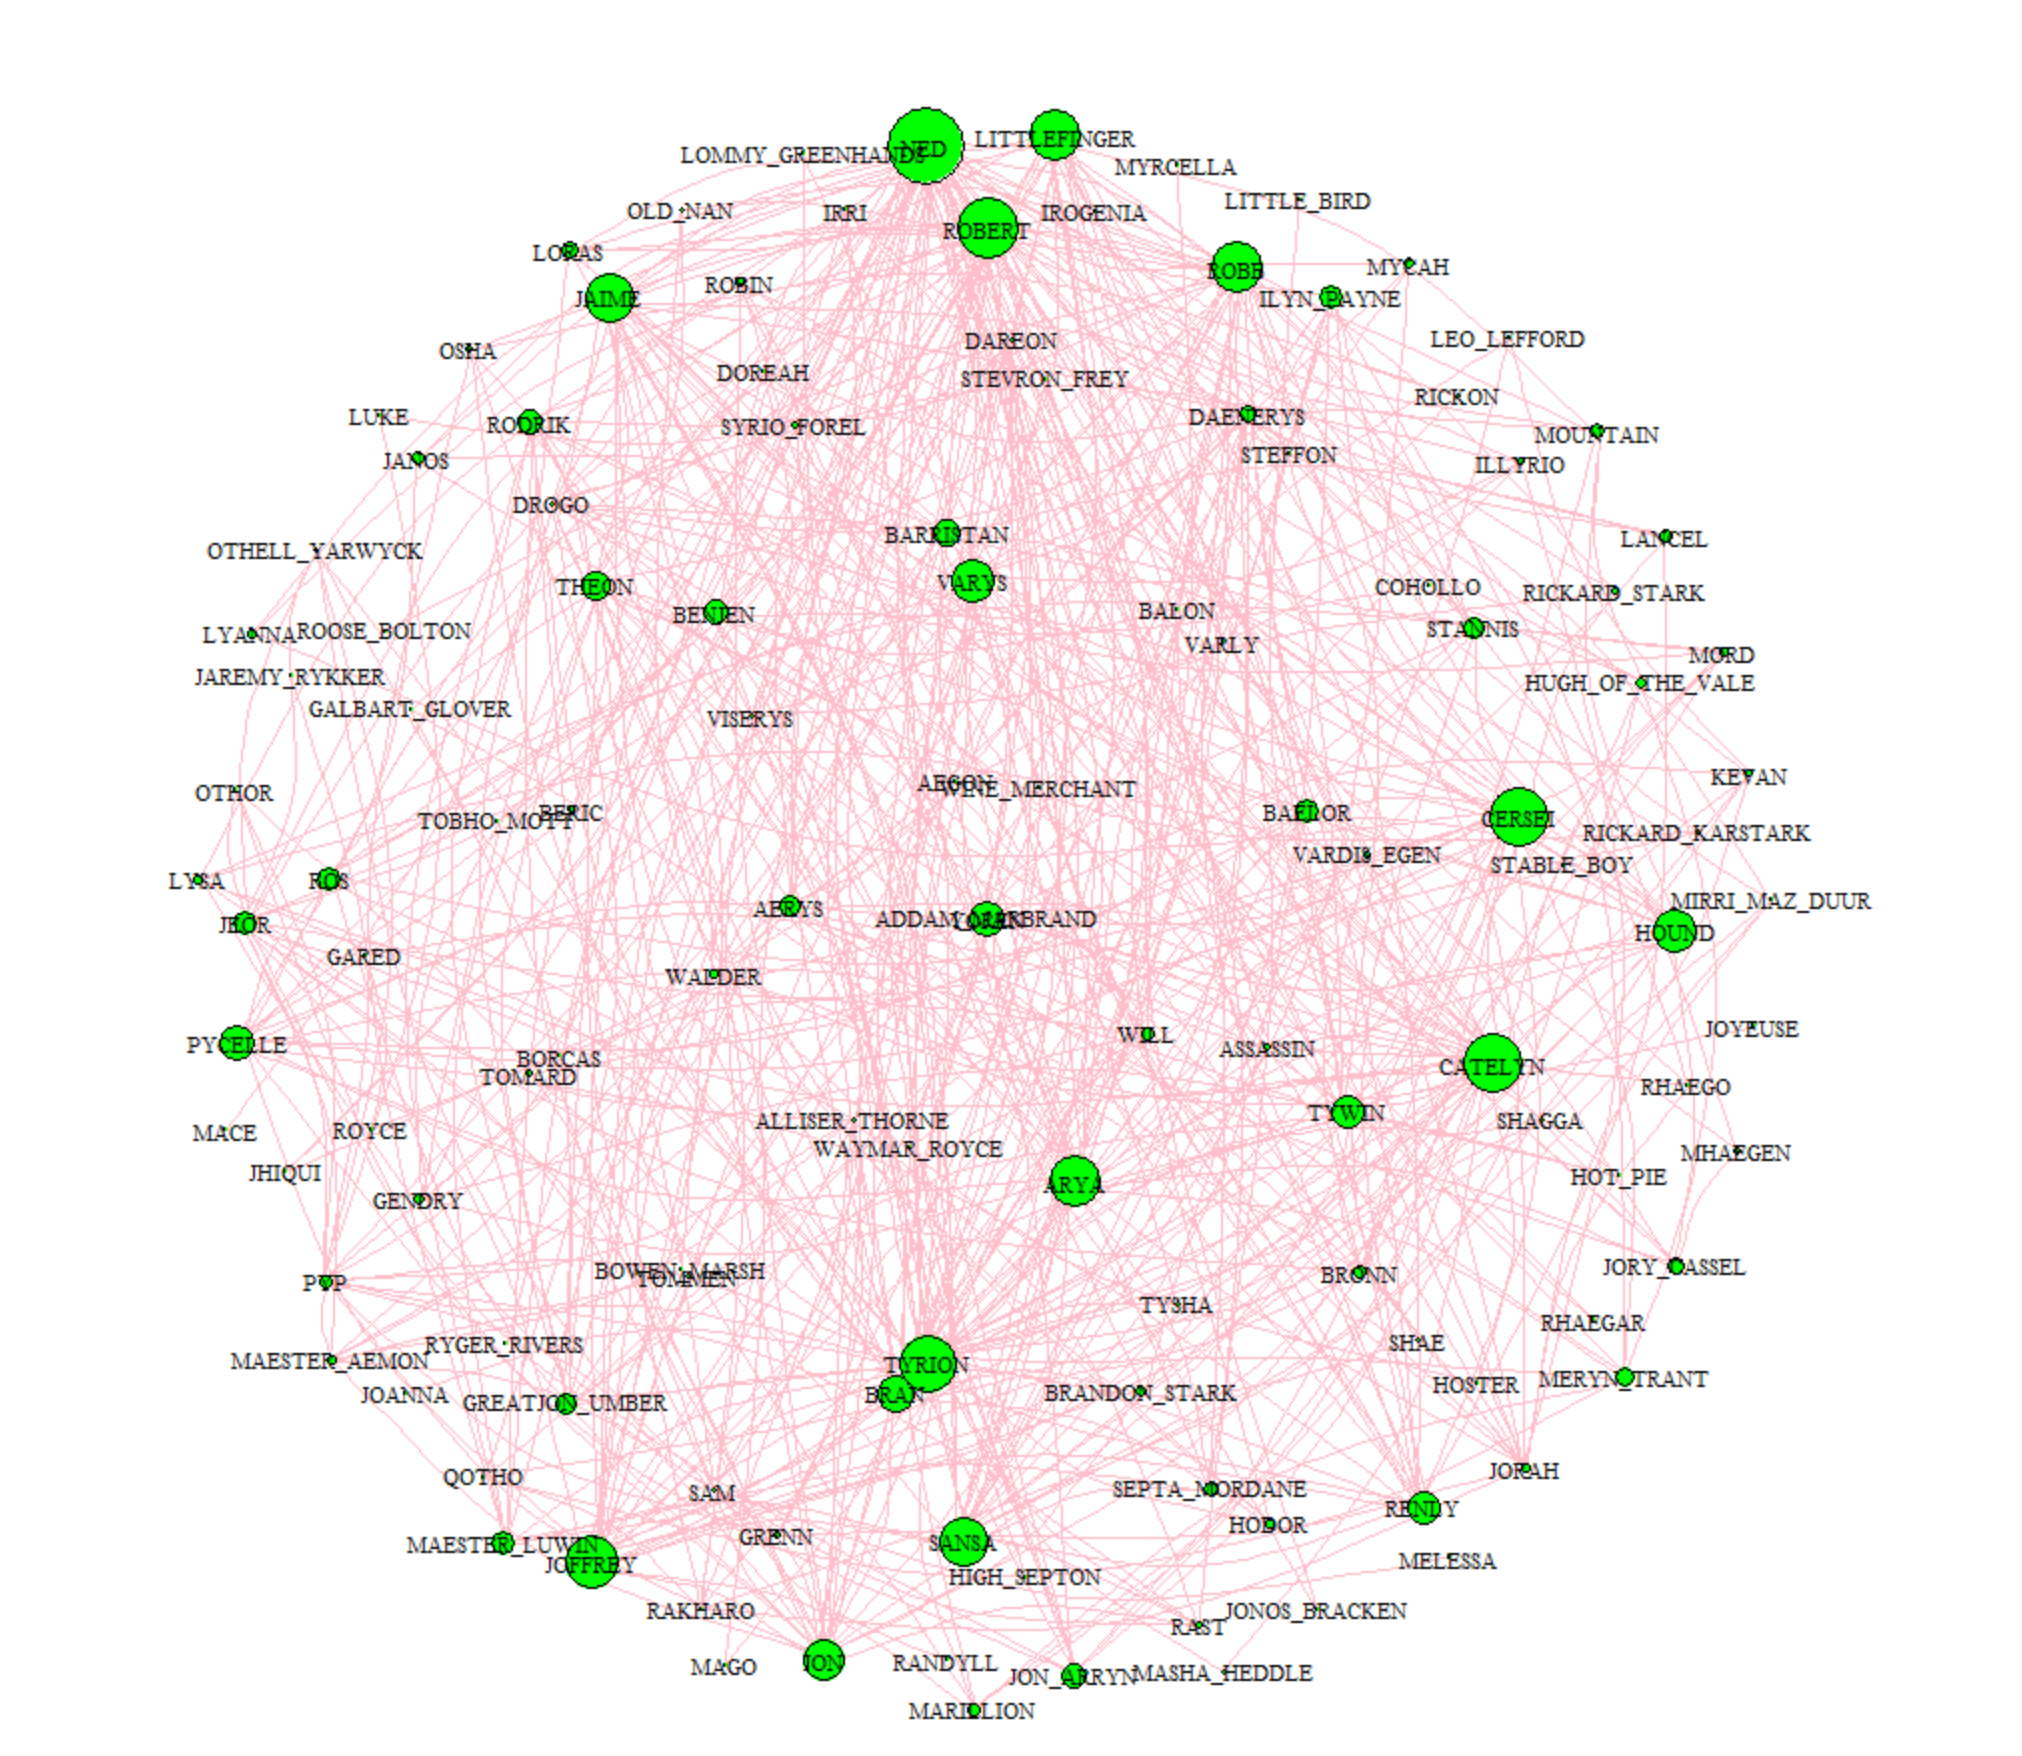 NED
LITTLEFINGER
LOMMY_GREENHANDS
MYRCELLA
LITTLE_BIRD
OLD_NAN
IRRI
IROGENIA
ROBERT
LORAS
ROBB
MYCAH
ROBIN
JAIME
ILYN_PAYNE
DAREON
LEO_LEFFORD
OSHA
DOREAH
STEVRON_FREY
RICKON
LUKE
RODRIK
SYRIO_FOREL
DAENERYS
MOUNTAIN
JANOS
STEFFON
ILLYRIO
DROGO
BARRISTAN
LANCEL
OTHELL_YARWYCK
THEON
VARYS
COHOLLO
RICKARD_STARK
BENJEN
BALON
STANNIS
LYANNA
ROOSE_BOLTON
VARLY
MORD
JAREMY_RYKKER
HUGH_OF_THE_VALE
GALBART_GLOVER
VISERYS
KEVAN
AEGON
WINE_MERCHANT
OTHOR
TOBHO_MOTT
BERIC
BAELOR
CERSEI
RICKARD_KARSTARK
VARDIS_EGEN
STABLE_BOY
LYSA
ROS
MIRRI_MAZ_DUUR
JEOR
AERYS
ADDAM_MARBRAND
YOREN
HOUND
GARED
WALDER
PYCELLE
WILL
ASSASSIN
JOYEUSE
BORCAS
CATELYN
TOMARD
RHAEGO
MACE
ROYCE
ALLISER_THORNE
TYWIN
SHAGGA
WAYMAR_ROYCE
MHAEGEN
JHIQUI
ARYA
HOT_PIE
GENDRY
PYP
BOWEN_MARSH
TOMMEN
BRONN
JORY_CASSEL
TYSHA
RHAEGAR
MAESTER_AEMON
RYGER_RIVERS
SHAE
TYRION
JOANNA
GREATJON_UMBER
BRAN
BRANDON_STARK
HOSTER
MERYN_TRANT
QOTHO
SAM
SEPTA_MORDANE
JORAH
RENLY
MAESTER_LUWIN
GRENN
SANSA
HODOR
JOFFREY
HIGH_SEPTON
MELESSA
RAKHARO
RAST
JONOS_BRACKEN
MAGO
JON
RANDYLL
JON_ARRYN
MASHA_HEDDLE
MARILLION